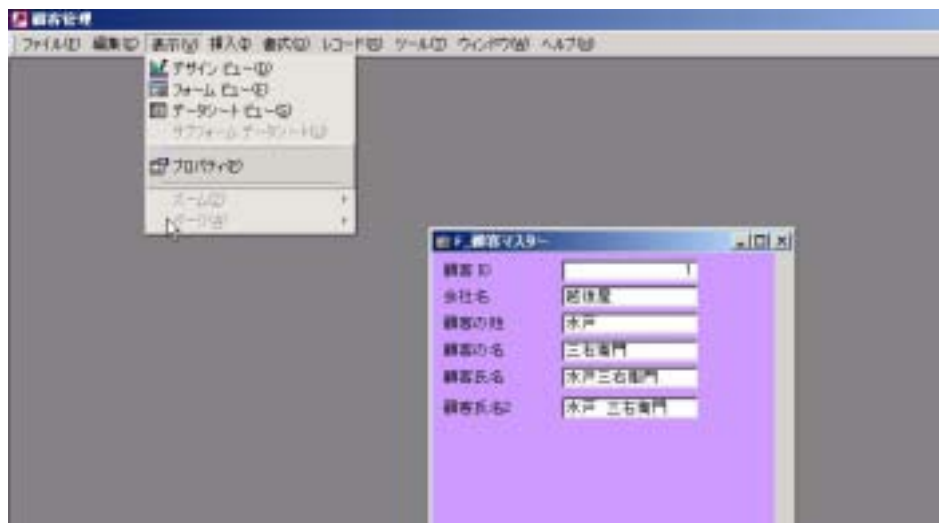 顧客管理
ファイル(F) 編集(E) 表示(V) 挿入(I) 書式(O) レコード(R) ツール(T) ウィンドウ(W) ヘルプ(H)
デザイン ビュー(D)
フォーム ビュー(F)
データシート ビュー(S)
サブフォーム データシート(U)
プロパティ(P)
ズーム(Z)
ページ(W)
F_顧客マスター
顧客 ID 1
会社名 越後屋
顧客の姓 水戸
顧客の名 三右衛門
顧客氏名 水戸三右衛門
顧客氏名2 水戸 三右衛門